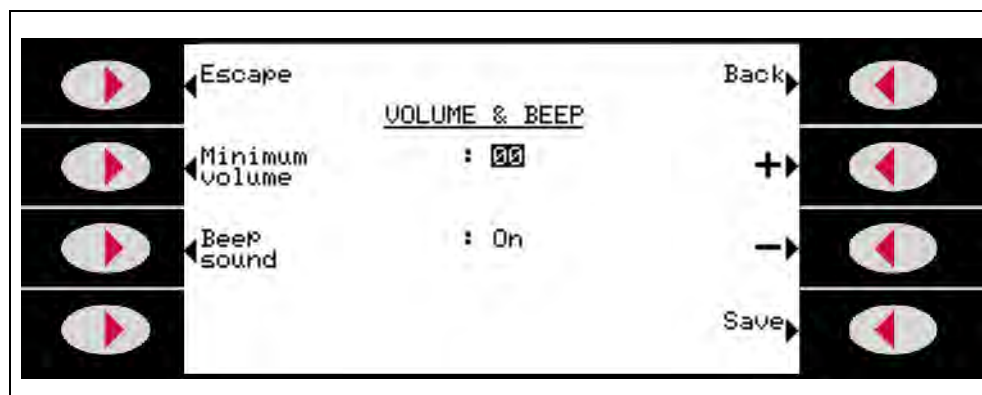 Escape
Back
VOLUME & BEEP
Minimum
volume
: 00
+
Beep
sound
: On
-
Save